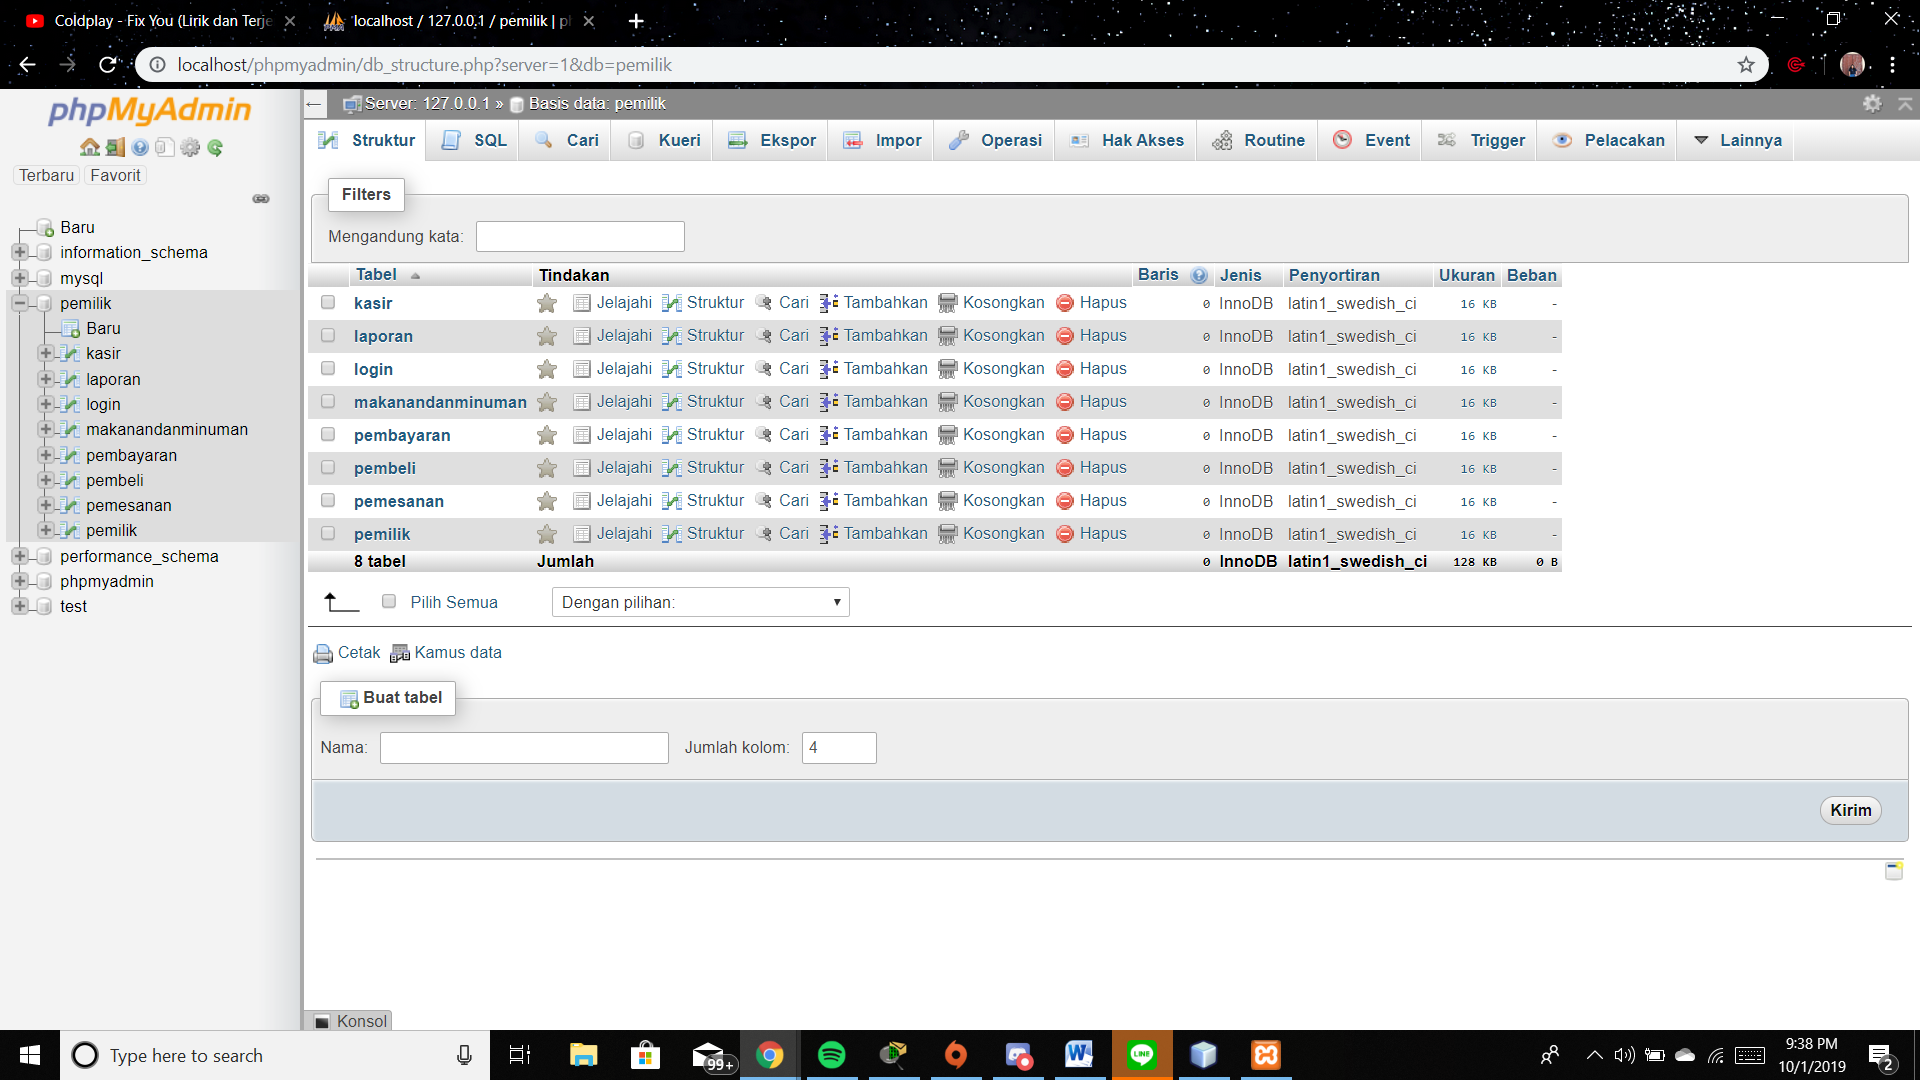 Coldplay - Fix You (Lirik dan Terje
localhost / 127.0.0.1 / pemilik | p
localhost/phpmyadmin/db_structure.php?server=1&db=pemilik
phpMyAdmin
Terbaru Favorit
Baru
information_schema
mysql
pemilik
Baru
kasir
laporan
login
makanandanminuman
pembayaran
pembeli
pemesanan
pemilik
performance_schema
phpmyadmin
test
Server: 127.0.0.1 » Basis data: pemilik
Struktur SQL Cari Kueri Ekspor Impor Operasi Hak Akses Routine Event Trigger Pelacakan Lainnya
Filters
Mengandung kata:
Tabel Tindakan Baris Jenis Penyortiran Ukuran Beban
kasir Jelajahi Struktur Cari Tambahkan Kosongkan Hapus 0 InnoDB latin1_swedish_ci 16 KB -
laporan Jelajahi Struktur Cari Tambahkan Kosongkan Hapus 0 InnoDB latin1_swedish_ci 16 KB -
login Jelajahi Struktur Cari Tambahkan Kosongkan Hapus 0 InnoDB latin1_swedish_ci 16 KB -
makanandanminuman Jelajahi Struktur Cari Tambahkan Kosongkan Hapus 0 InnoDB latin1_swedish_ci 16 KB -
pembayaran Jelajahi Struktur Cari Tambahkan Kosongkan Hapus 0 InnoDB latin1_swedish_ci 16 KB -
pembeli Jelajahi Struktur Cari Tambahkan Kosongkan Hapus 0 InnoDB latin1_swedish_ci 16 KB -
pemesanan Jelajahi Struktur Cari Tambahkan Kosongkan Hapus 0 InnoDB latin1_swedish_ci 16 KB -
pemilik Jelajahi Struktur Cari Tambahkan Kosongkan Hapus 0 InnoDB latin1_swedish_ci 16 KB -
8 tabel Jumlah 0 InnoDB latin1_swedish_ci 128 KB 0 B
Pilih Semua Dengan pilihan:
Cetak Kamus data
Buat tabel
Nama: Jumlah kolom: 4
Kirim
Konsol
Type here to search
99+
LINE
9:38 PM
10/1/2019
2